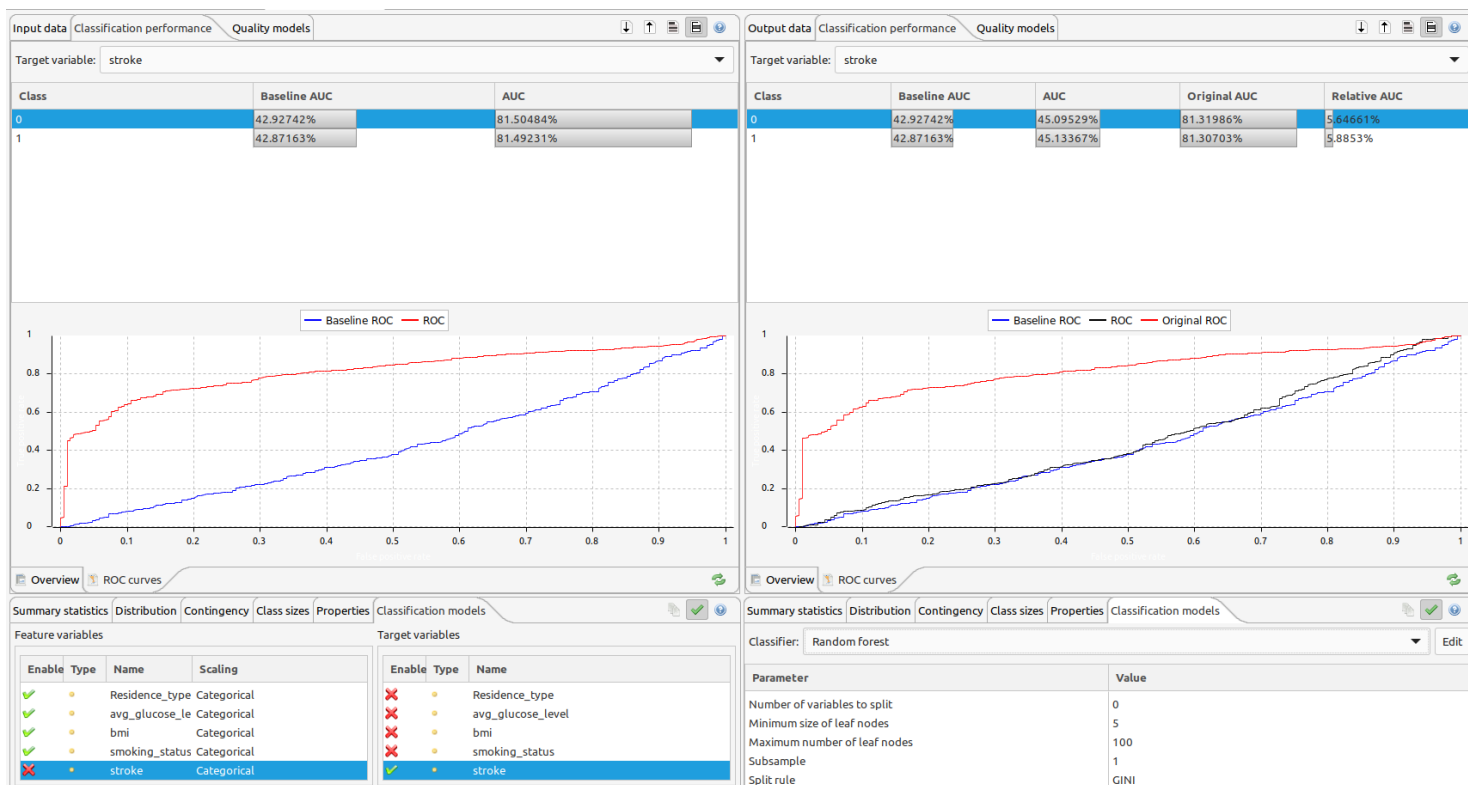 Input data Classification performance Quality models
Target variable: stroke
Class Baseline AUC AUC
0 42.92742% 81.50484%
1 42.87163% 81.49231%
Baseline ROC ROC
1
0.8
0.6
0.4
0.2
0
0 0.1 0.2 0.3 0.4 0.5 0.6 0.7 0.8 0.9 1
Overview ROC curves
Output data Classification performance Quality models
Target variable: stroke
Class Baseline AUC AUC Original AUC Relative AUC
0 42.92742% 45.09529% 81.31986% 5.64661%
1 42.87163% 45.13367% 81.30703% 5.8853%
Baseline ROC ROC Original ROC
1
0.8
0.6
0.4
0.2
0
0 0.1 0.2 0.3 0.4 0.5 0.6 0.7 0.8 0.9 1
Overview ROC curves
Summary statistics Distribution Contingency Class sizes Properties Classification models
Feature variables
Enable Type Name Scaling
Residence_type Categorical
avg_glucose_le Categorical
bmi Categorical
smoking_status Categorical
stroke Categorical
Target variables
Enable Type Name
Residence_type
avg_glucose_level
bmi
smoking_status
stroke
Summary statistics Distribution Contingency Class sizes Properties Classification models
Classifier: Random forest Edit
Parameter Value
Number of variables to split 0
Minimum size of leaf nodes 5
Maximum number of leaf nodes 100
Subsample 1
Split rule GINI